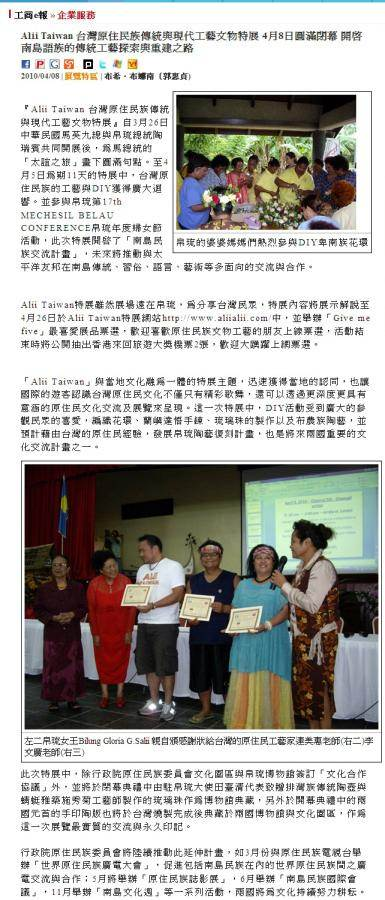 工商e報 » 企業服務
Alii Taiwan 台灣原住民族傳統與現代工藝文物特展 4月8日圓滿閉幕 開啓
南島語族的傳統工藝探索與重建之路
2010/04/08 | 展覽特區 | 布希‧布娜南（郭惠貞）
『Alii Taiwan 台灣原住民族傳
統與現代工藝文物特展』自3月26日
中華民國馬英九總與帛琉總統陶
瑞賓共同開展後，爲馬總統的
「太誼之旅」畫下圓滿句點。至4
月5日爲期11天的特展中，台灣原
住民族的工藝與DIY獲得廣大迴
響。並參與帛琉第17th
MECHESIL BELAU
CONFERENCE帛琉年度婦女節
活動，此次特展開啓了「南島民
族交流計畫」，未來將推動與太
平洋友邦在南島傳統、習俗、語言、藝術等多面向的交流與合作。
帛琉的婆婆媽媽們熱烈參與DIY卑南族花環
Alii Taiwan特展雖然展場遠在帛琉，爲分享台灣民眾，特展內容將展示解說至
4月26日於Alii Taiwan特展網站http://www.aliialii.com/中，並舉辦「Give me
five」最喜愛展品票選，歡迎喜歡原住民族文物工藝的朋友上線票選，活動結
束時將公開抽出香港來回旅大獎機票2張，歡迎大踴躍上網票選。
「Alii Taiwan」與當地文化融爲一體的特展主題，迅速獲得當地的認同，也讓
國際的遊客認識台灣原住民文化不僅只有精彩歌舞，還可以透過更深度更具有
意涵的原住民文化交流及展覽來呈現。這一次特展中，DIY活動受到廣大的參
觀民眾的喜愛，編織花環、蘭嶼達悟手鍊、琉璃珠的製作以及布農族陶藝，並
預計藉由台灣的原住民經驗，發展帛琉陶藝復刻計畫，也是將來兩國重要的文
化交流計畫之一。
左二帛琉女王Bilung Gloria G.Salii 親自頒感謝狀給台灣的原住民工藝家連美惠老師(右二)李
文廣老師(右三)
此次特展中，除行政院原住民族委員會文化園區與帛琉博物館簽訂「文化合作
協議」外，並將於閉幕典禮中由駐帛琉大使田臺清代表致贈排灣族傳統陶壺與
蜻蜓雅築施秀菊工藝師製作的琉璃珠作爲博物館典藏，另外於開幕典禮中的兩
國元首的手印陶版也將於台灣燒製完成後典藏於兩國博物館與文化園區，作爲
這一次展覽最實質的交流與永久印記。
行政院原住民族委員會將陸續推動此延伸計畫，如3月份與原住民族電視台舉
辦「世界原住民族廣電大會」，促進包括南島民族在內的世界原住民族間之廣
電交流與合作；5月將舉辦「原住民族誌影展」，6月舉辦「南島民族國際會
議」，11月舉辦「南島文化週」等一系列活動，兩國將爲文化持續努力耕耘。